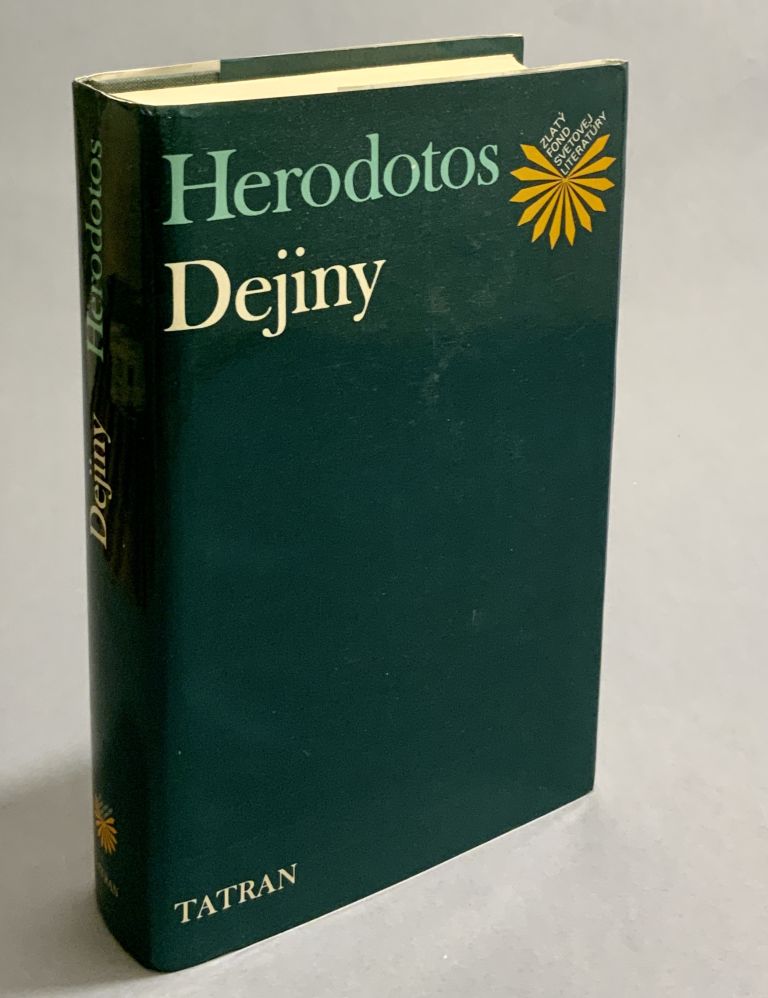 Herodotos
Dejiny
ZLATÝ
FOND
SVETOVEJ
LITERATÚRY
TATRAN
Herodotos
Dejiny
TATRAN